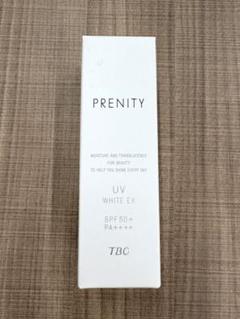 PRENITY
MOISTURE AND TRANSLUCENCY
FOR BEAUTY
TO HELP YOU SHINE EVERY DAY
UV
WHITE EX
SPF50+
PA++++
TBC